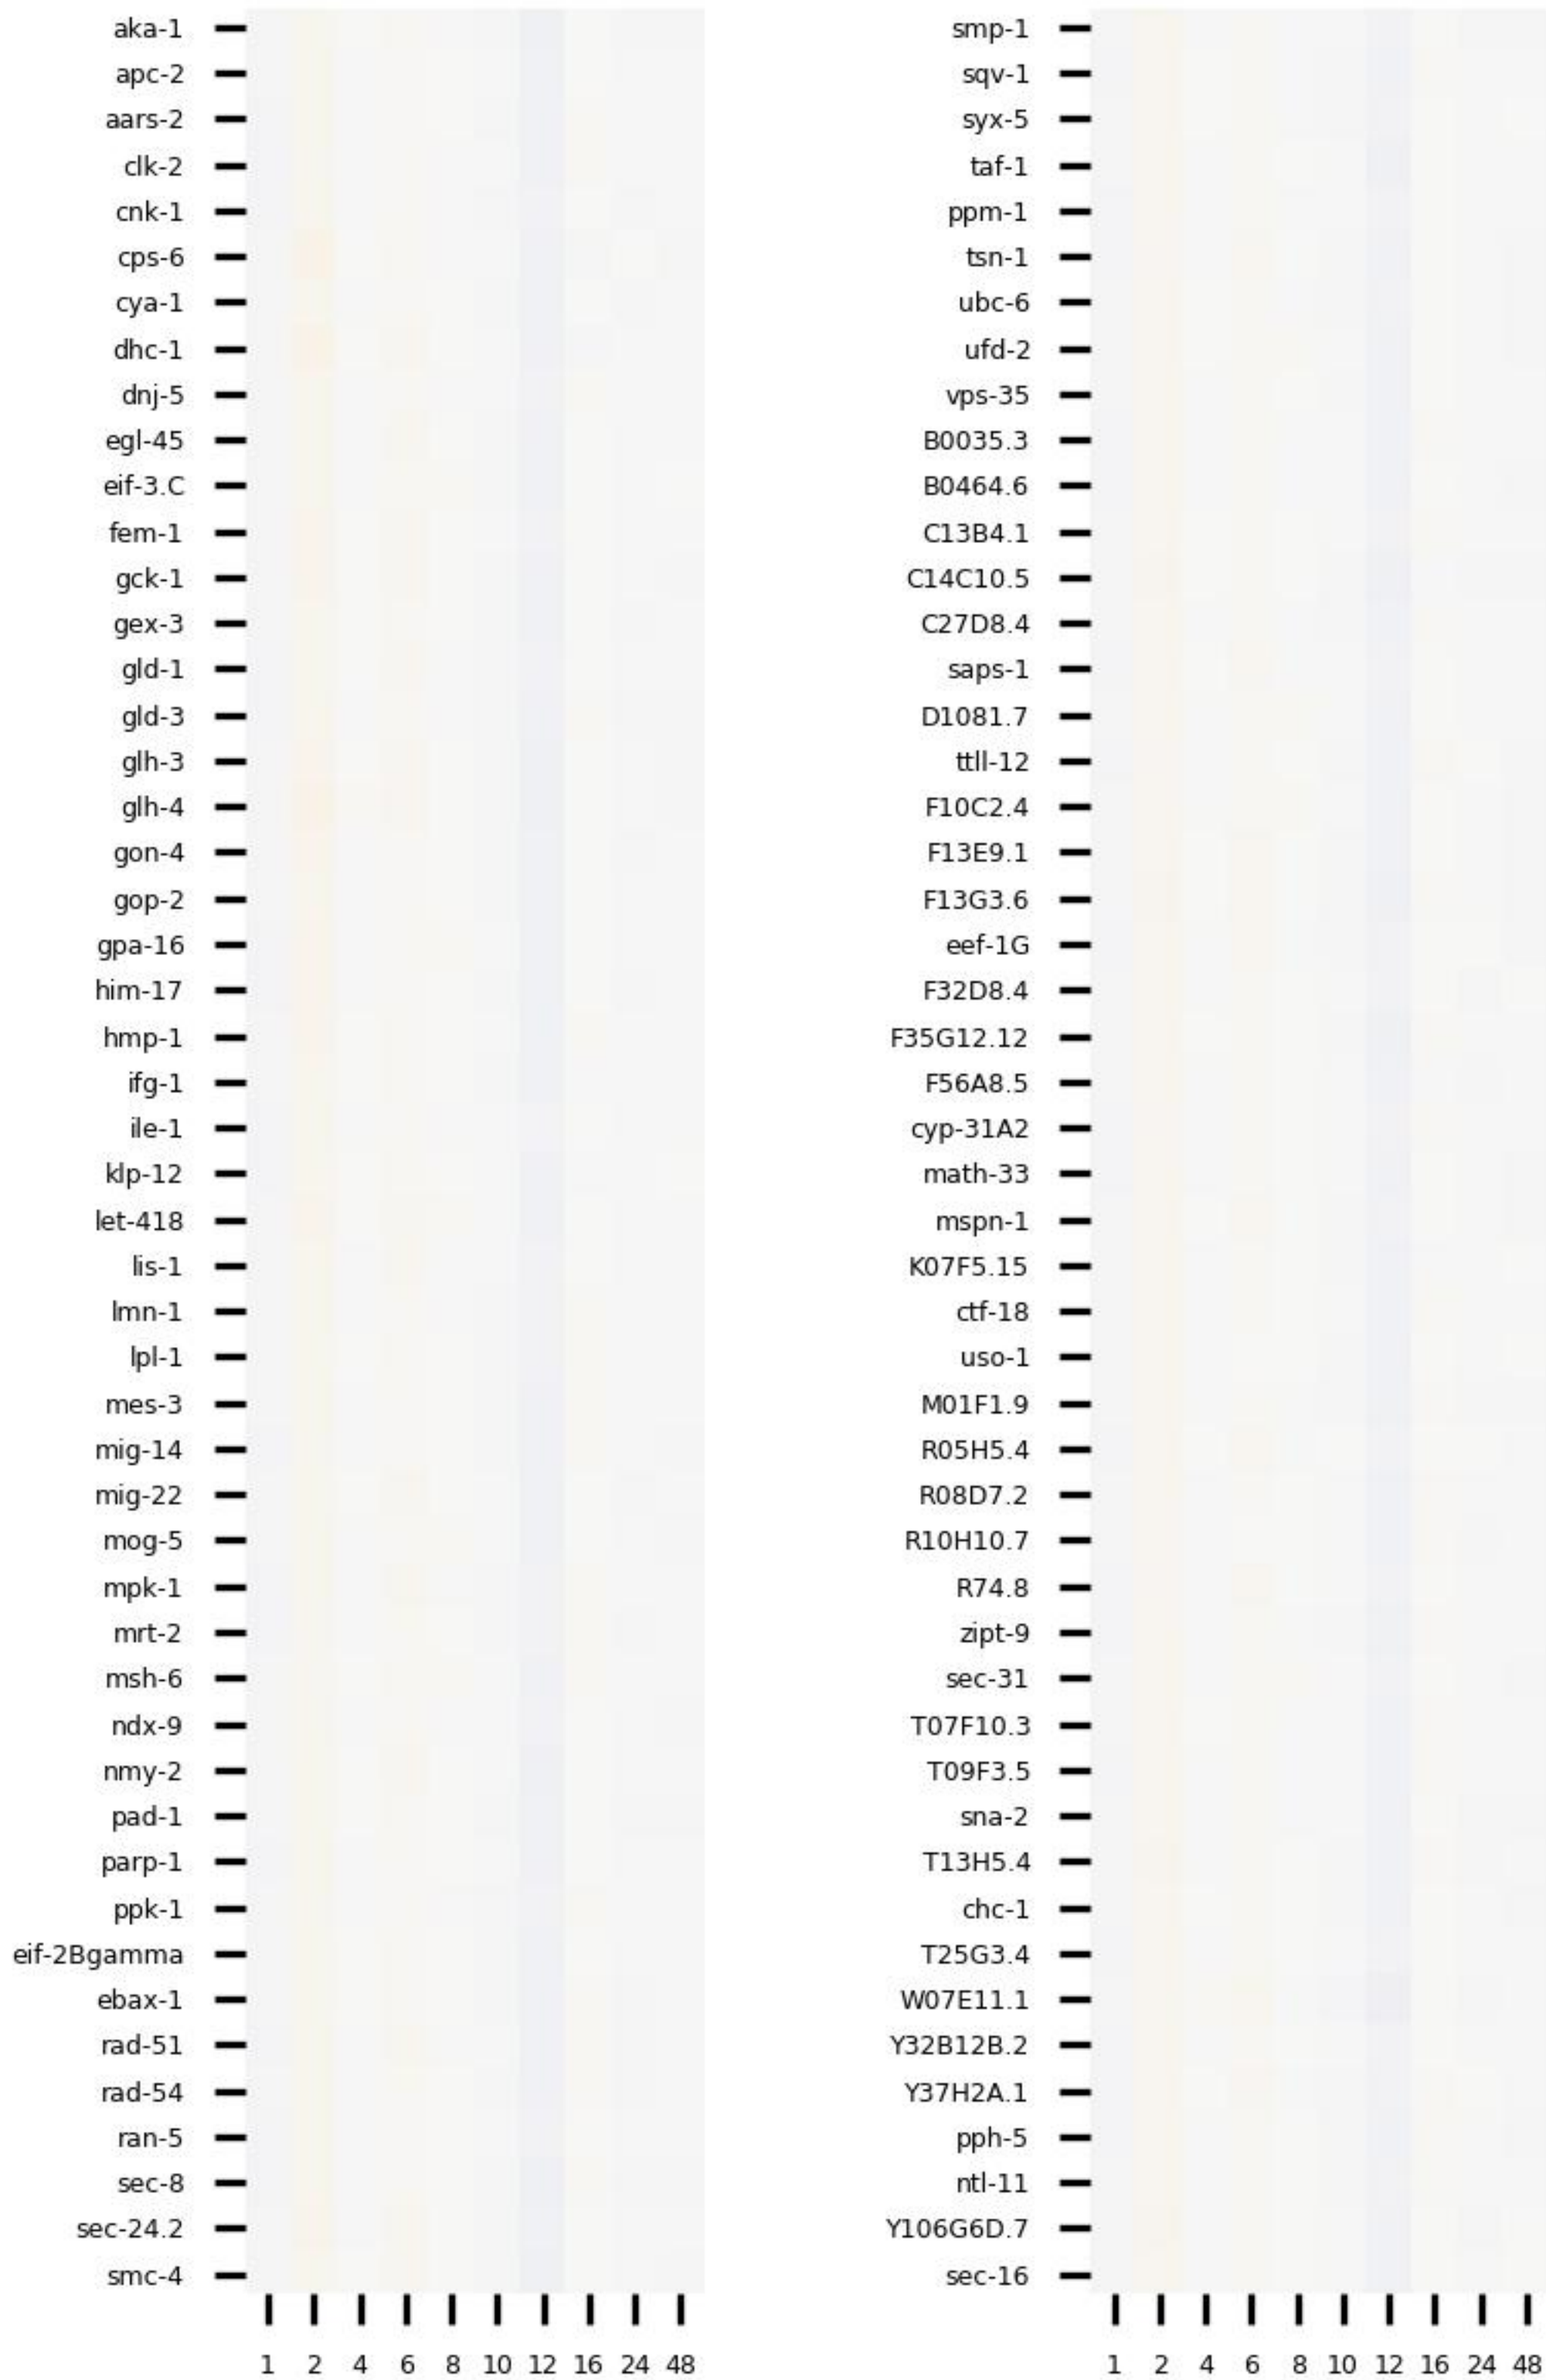 aka-1
apc-2
aars-2
clk-2
cnk-1
cps-6
cya-1
dhc-1
dnj-5
egl-45
eif-3.C
fem-1
gck-1
gex-3
gld-1
gld-3
glh-3
glh-4
gon-4
gop-2
gpa-16
him-17
hmp-1
ifg-1
ile-1
klp-12
let-418
lis-1
lmn-1
lpl-1
mes-3
mig-14
mig-22
mog-5
mpk-1
mrt-2
msh-6
ndx-9
nmy-2
pad-1
parp-1
ppk-1
eif-2Bgamma
ebax-1
rad-51
rad-54
ran-5
sec-8
sec-24.2
smc-4
1 2 4 6 8 10 12 16 24 48
smp-1
sqv-1
syx-5
taf-1
ppm-1
tsn-1
ubc-6
ufd-2
vps-35
B0035.3
B0464.6
C13B4.1
C14C10.5
C27D8.4
saps-1
D1081.7
ttll-12
F10C2.4
F13E9.1
F13G3.6
eef-1G
F32D8.4
F35G12.12
F56A8.5
cyp-31A2
math-33
mspn-1
K07F5.15
ctf-18
uso-1
M01F1.9
R05H5.4
R08D7.2
R10H10.7
R74.8
zipt-9
sec-31
T07F10.3
T09F3.5
sna-2
T13H5.4
chc-1
T25G3.4
W07E11.1
Y32B12B.2
Y37H2A.1
pph-5
ntl-11
Y106G6D.7
sec-16
1 2 4 6 8 10 12 16 24 48